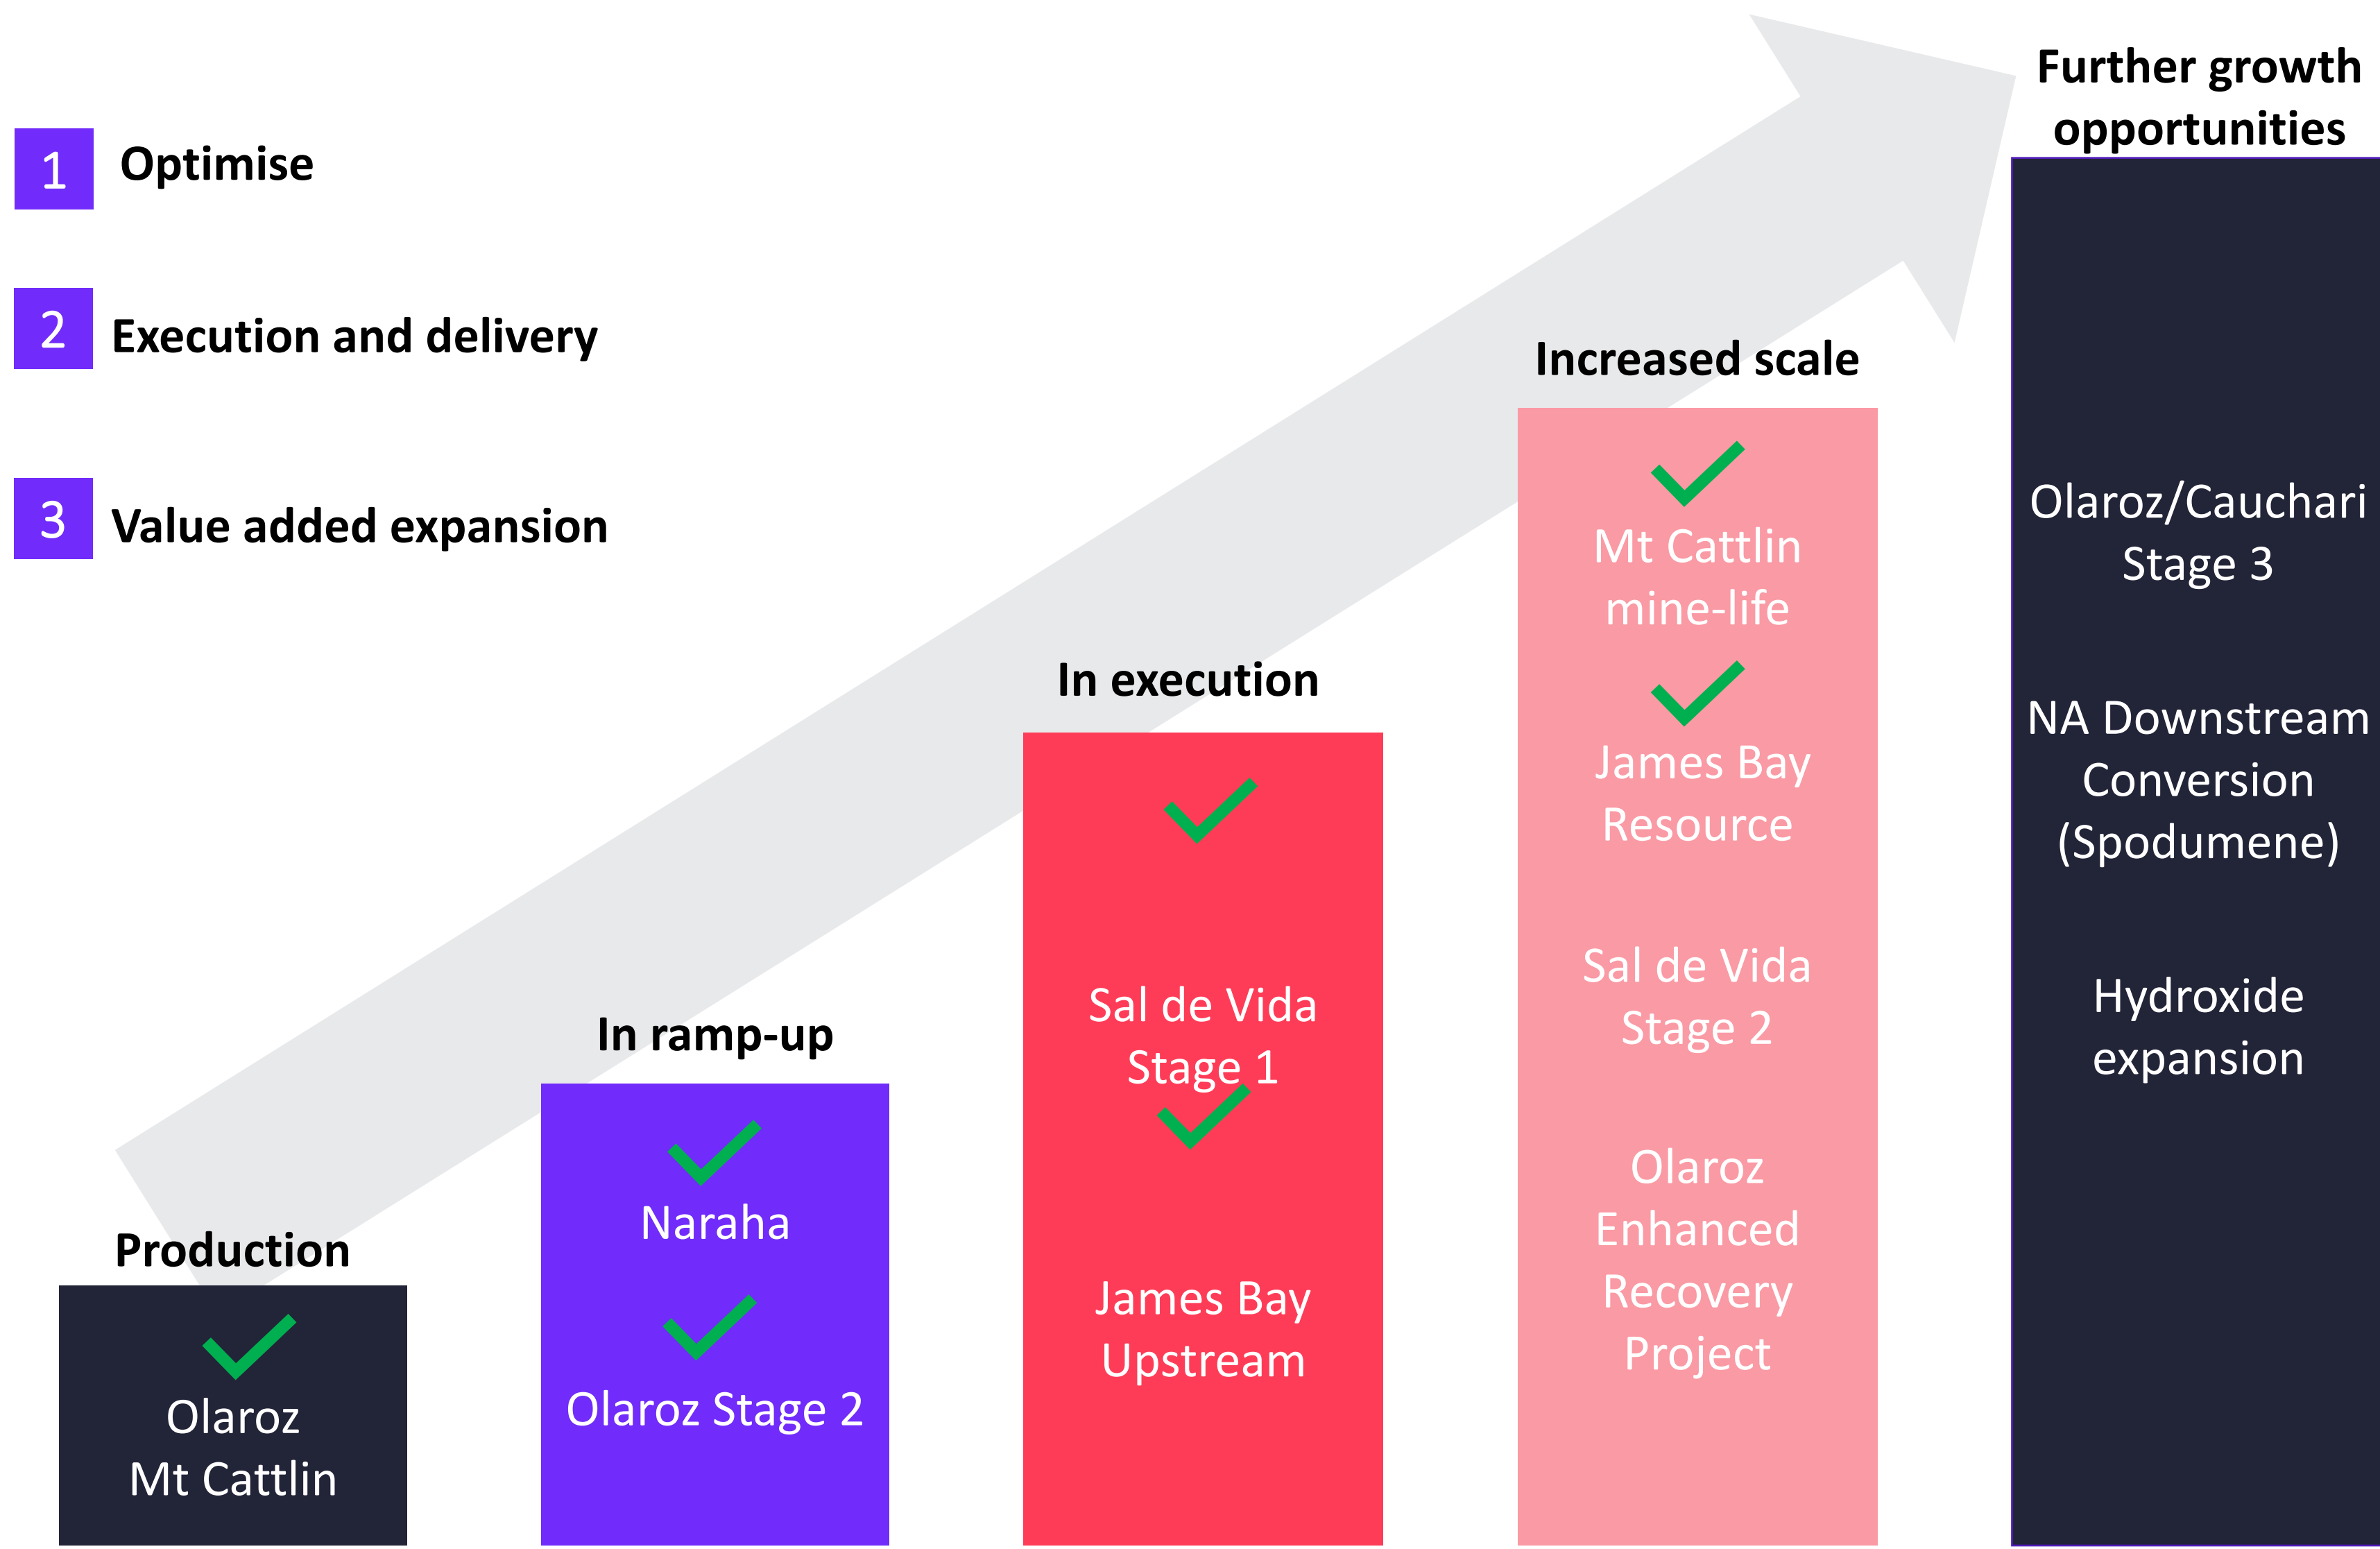 1
Optimise
2
Execution and delivery
3
Value added expansion
Production
Olaroz
Mt Cattlin
In ramp-up
Naraha
Olaroz Stage 2
In execution
Sal de Vida
Stage 1
James Bay
Upstream
Increased scale
Mt Cattlin
mine-life
James Bay
Resource
Sal de Vida
Stage 2
Olaroz
Enhanced
Recovery
Project
Further growth
opportunities
Olaroz/Cauchari
Stage 3
NA Downstream
Conversion
(Spodumene)
Hydroxide
expansion